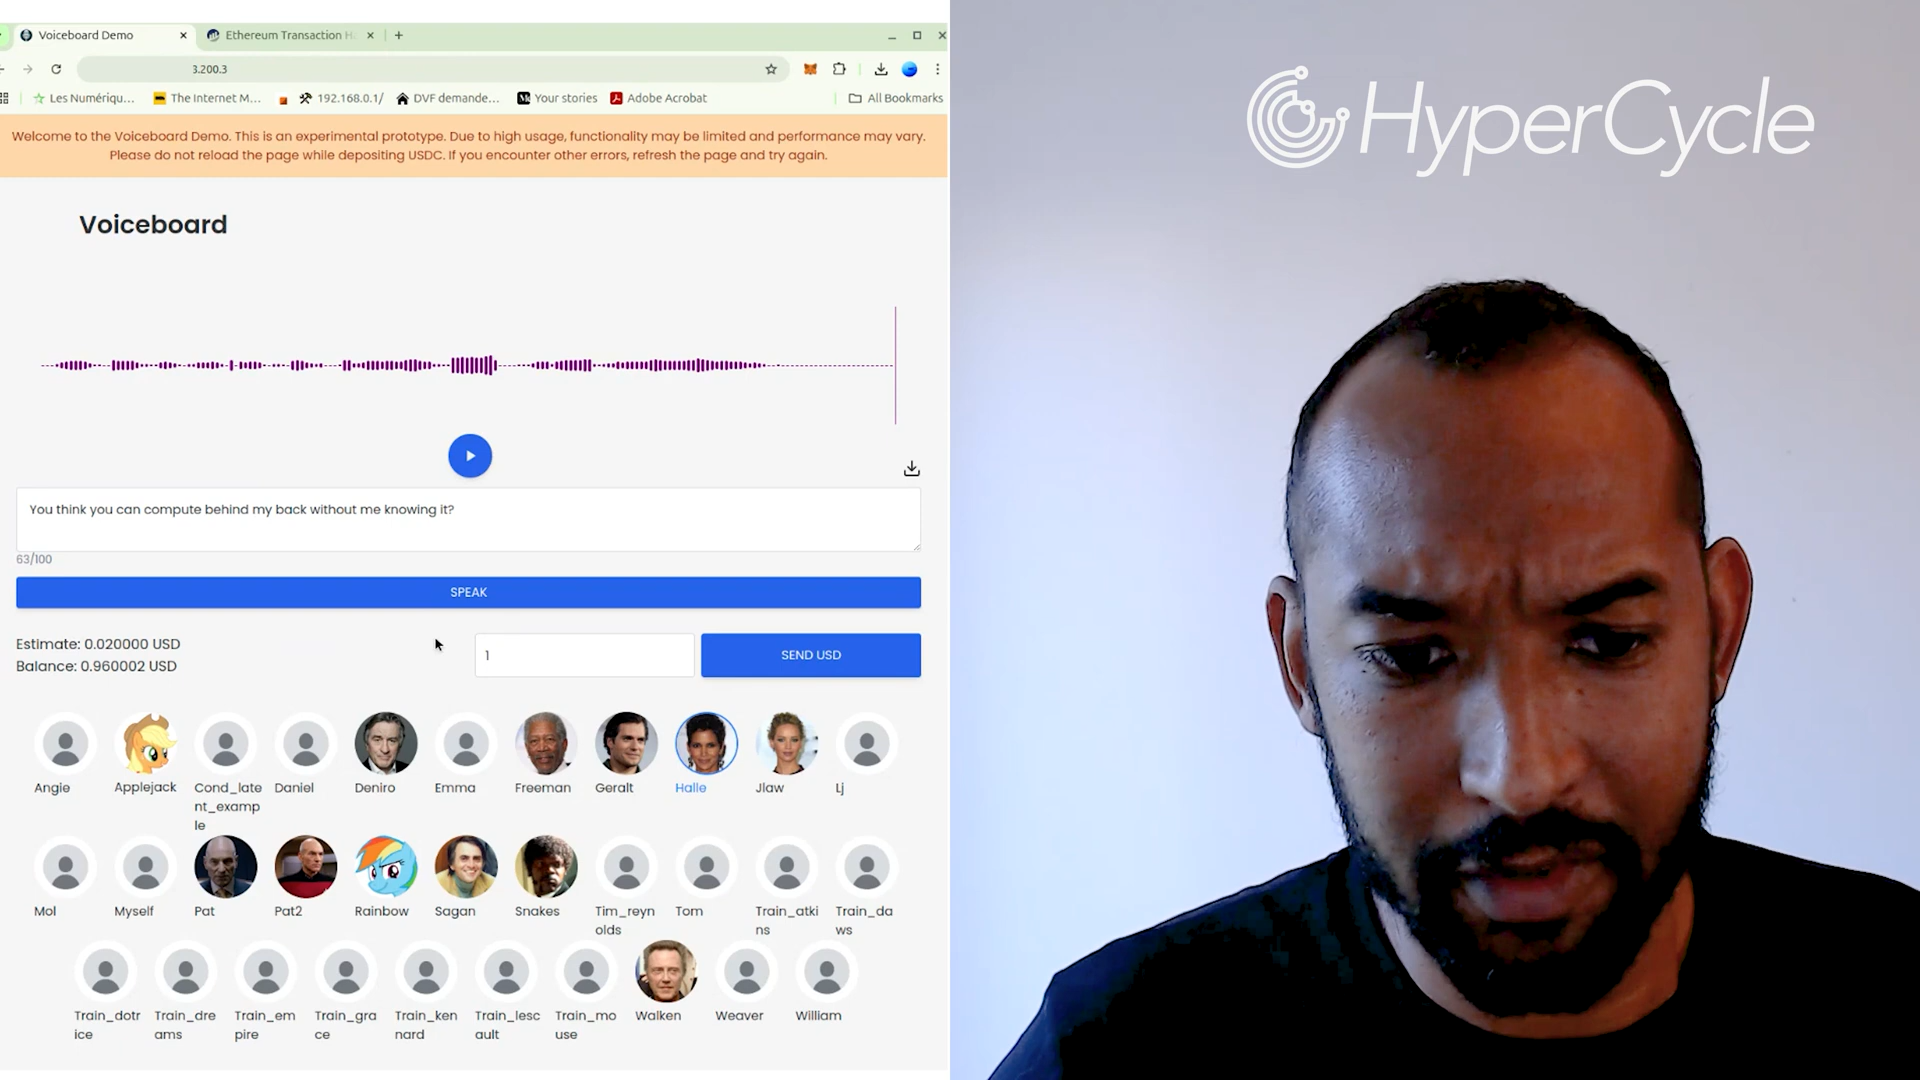 Voiceboard Demo
Ethereum Transaction H
3.200.3
Les Numériqu...
The Internet M...
192.168.0.1/
DVF demande...
Your stories
Adobe Acrobat
All Bookmarks
Welcome to the Voiceboard Demo. This is an experimental prototype. Due to high usage, functionality may be limited and performance may vary.
Please do not reload the page while depositing USDC. If you encounter other errors, refresh the page and try again.
HyperCycle
Voiceboard
You think you can compute behind my back without me knowing it?
63/100
SPEAK
Estimate: 0.020000 USD
Balance: 0.960002 USD
1
SEND USD
Angie
Applejack
Cond_late
nt_examp
le
Daniel
Deniro
Emma
Freeman
Geralt
Halle
Jlaw
Lj
Mol
Myself
Pat
Pat2
Rainbow
Sagan
Snakes
Tim_reyn
olds
Tom
Train_atki
ns
Train_da
ws
Train_dotr
ice
Train_dre
ams
Train_em
pire
Train_gra
ce
Train_ken
nard
Train_lesc
ault
Train_mo
use
Walken
Weaver
William